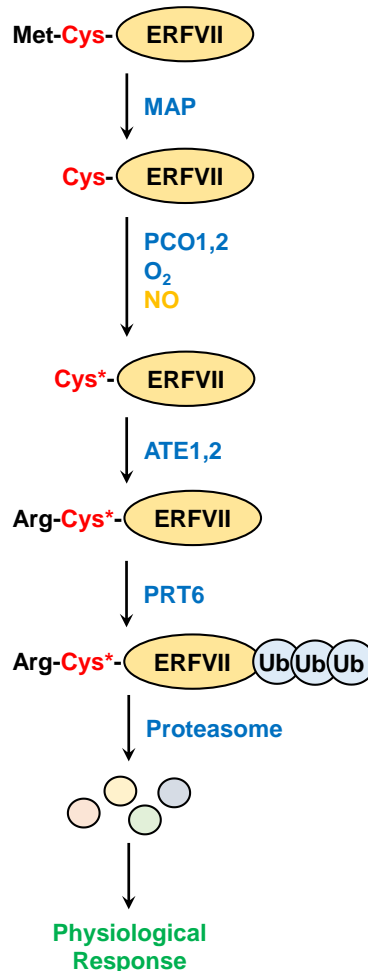 Met-Cys- ERFVII
MAP
Cys- ERFVII
PCO1,2
O₂
NO
Cys*- ERFVII
ATE1,2
Arg-Cys*- ERFVII
PRT6
Arg-Cys*- ERFVII Ub Ub Ub
Proteasome
Physiological
Response